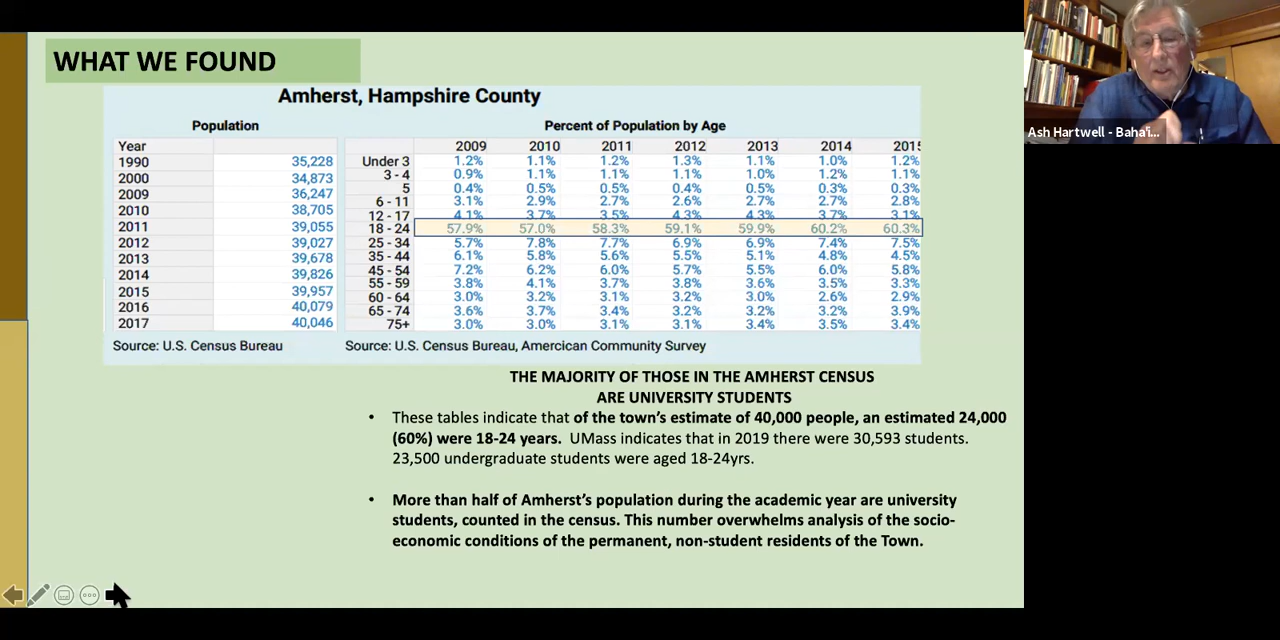 WHAT WE FOUND
Amherst, Hampshire County
Population
Percent of Population by Age
Year
1990 35,228
2000 34,873
2009 36,247
2010 38,705
2011 39,055
2012 39,027
2013 39,678
2014 39,826
2015 39,957
2016 40,079
2017 40,046
2009 2010 2011 2012 2013 2014 2015
Under 3 1.2% 1.1% 1.2% 1.3% 1.1% 1.0% 1.2%
3 - 4 0.9% 1.1% 1.1% 1.1% 1.0% 1.2% 1.1%
5 0.4% 0.5% 0.5% 0.4% 0.5% 0.3% 0.3%
6 - 11 3.1% 2.9% 2.7% 2.6% 2.7% 2.7% 2.8%
12 - 17 4.1% 3.7% 3.5% 4.3% 4.3% 3.7% 3.1%
18 - 24 57.9% 57.0% 58.3% 59.1% 59.9% 60.2% 60.3%
25 - 34 5.7% 7.8% 7.7% 6.9% 6.9% 7.4% 7.5%
35 - 44 6.1% 5.8% 5.6% 5.5% 5.1% 4.8% 4.5%
45 - 54 7.2% 6.2% 6.0% 5.7% 5.5% 6.0% 5.8%
55 - 59 3.8% 4.1% 3.7% 3.8% 3.6% 3.5% 3.3%
60 - 64 3.0% 3.2% 3.1% 3.2% 3.0% 2.6% 2.9%
65 - 74 3.6% 3.7% 3.4% 3.2% 3.2% 3.2% 3.9%
75+ 3.0% 3.0% 3.1% 3.1% 3.4% 3.5% 3.4%
Source: U.S. Census Bureau
Source: U.S. Census Bureau, Amercican Community Survey
THE MAJORITY OF THOSE IN THE AMHERST CENSUS
ARE UNIVERSITY STUDENTS
• These tables indicate that of the town's estimate of 40,000 people, an estimated 24,000
(60%) were 18-24 years. UMass indicates that in 2019 there were 30,593 students.
23,500 undergraduate students were aged 18-24yrs.
• More than half of Amherst's population during the academic year are university
students, counted in the census. This number overwhelms analysis of the socio-
economic conditions of the permanent, non-student residents of the Town.
Ash Hartwell - Baha'i...